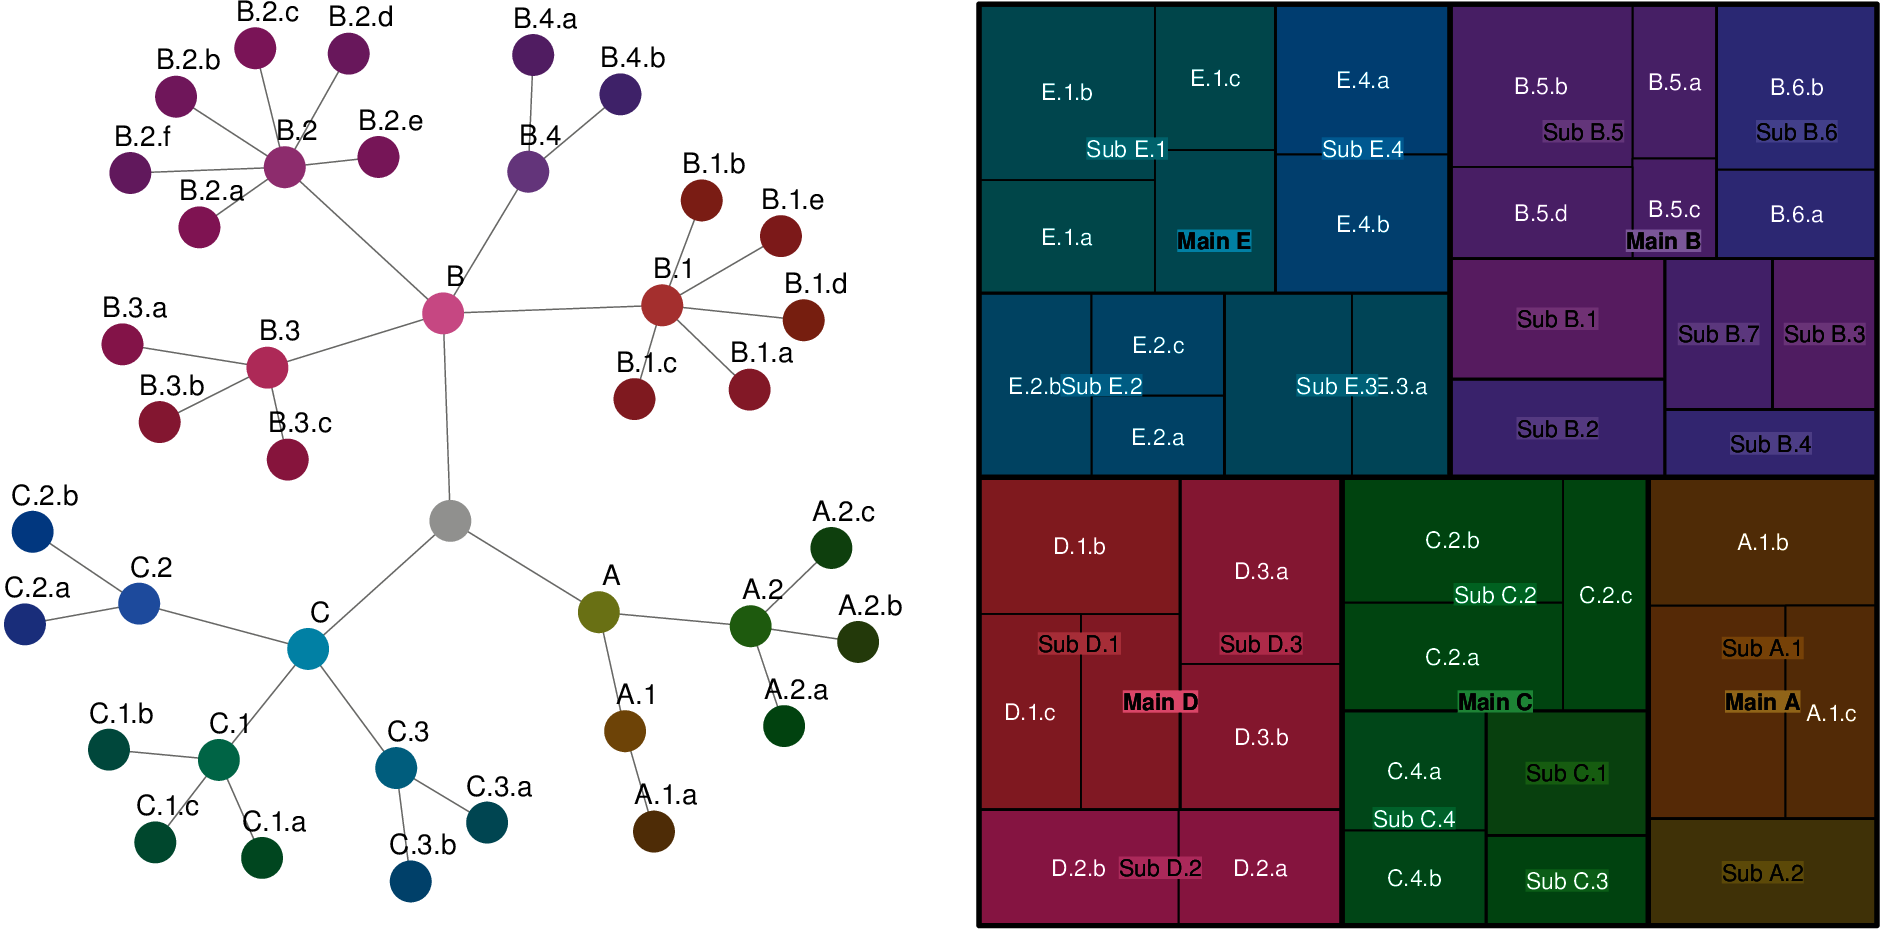 B.2.c
B.2.d
B.4.a
B.2.b
B.4.b
B.2.f
B.2
B.2.e
B.4
B.2.a
B.1.b
B.1.e
B
B.1
B.1.d
B.3.a
B.3
B.3.b
B.1.c
B.1.a
B.3.c
C.2.b
C.2.a
C.2
C
A
A.2
A.2.c
A.2.b
A.2.a
A.1
A.1.a
C.1.b
C.1
C.1.c
C.1.a
C.3
C.3.a
C.3.b
E.1.b
E.1.c
E.4.a
Sub E.1
Sub E.4
E.1.a
Main E
E.4.b
E.2.b
Sub E.2
E.2.c
E.2.a
Sub E.3
E.3.a
B.5.b
B.5.a
B.6.b
Sub B.5
Sub B.6
B.5.d
B.5.c
B.6.a
Main B
Sub B.1
Sub B.7
Sub B.3
Sub B.2
Sub B.4
D.1.b
D.3.a
Sub D.1
Sub D.3
D.1.c
Main D
D.3.b
D.2.b
Sub D.2
D.2.a
C.2.b
Sub C.2
C.2.c
C.2.a
Main C
C.4.a
Sub C.1
Sub C.4
C.4.b
Sub C.3
A.1.b
Sub A.1
Main A
A.1.c
Sub A.2